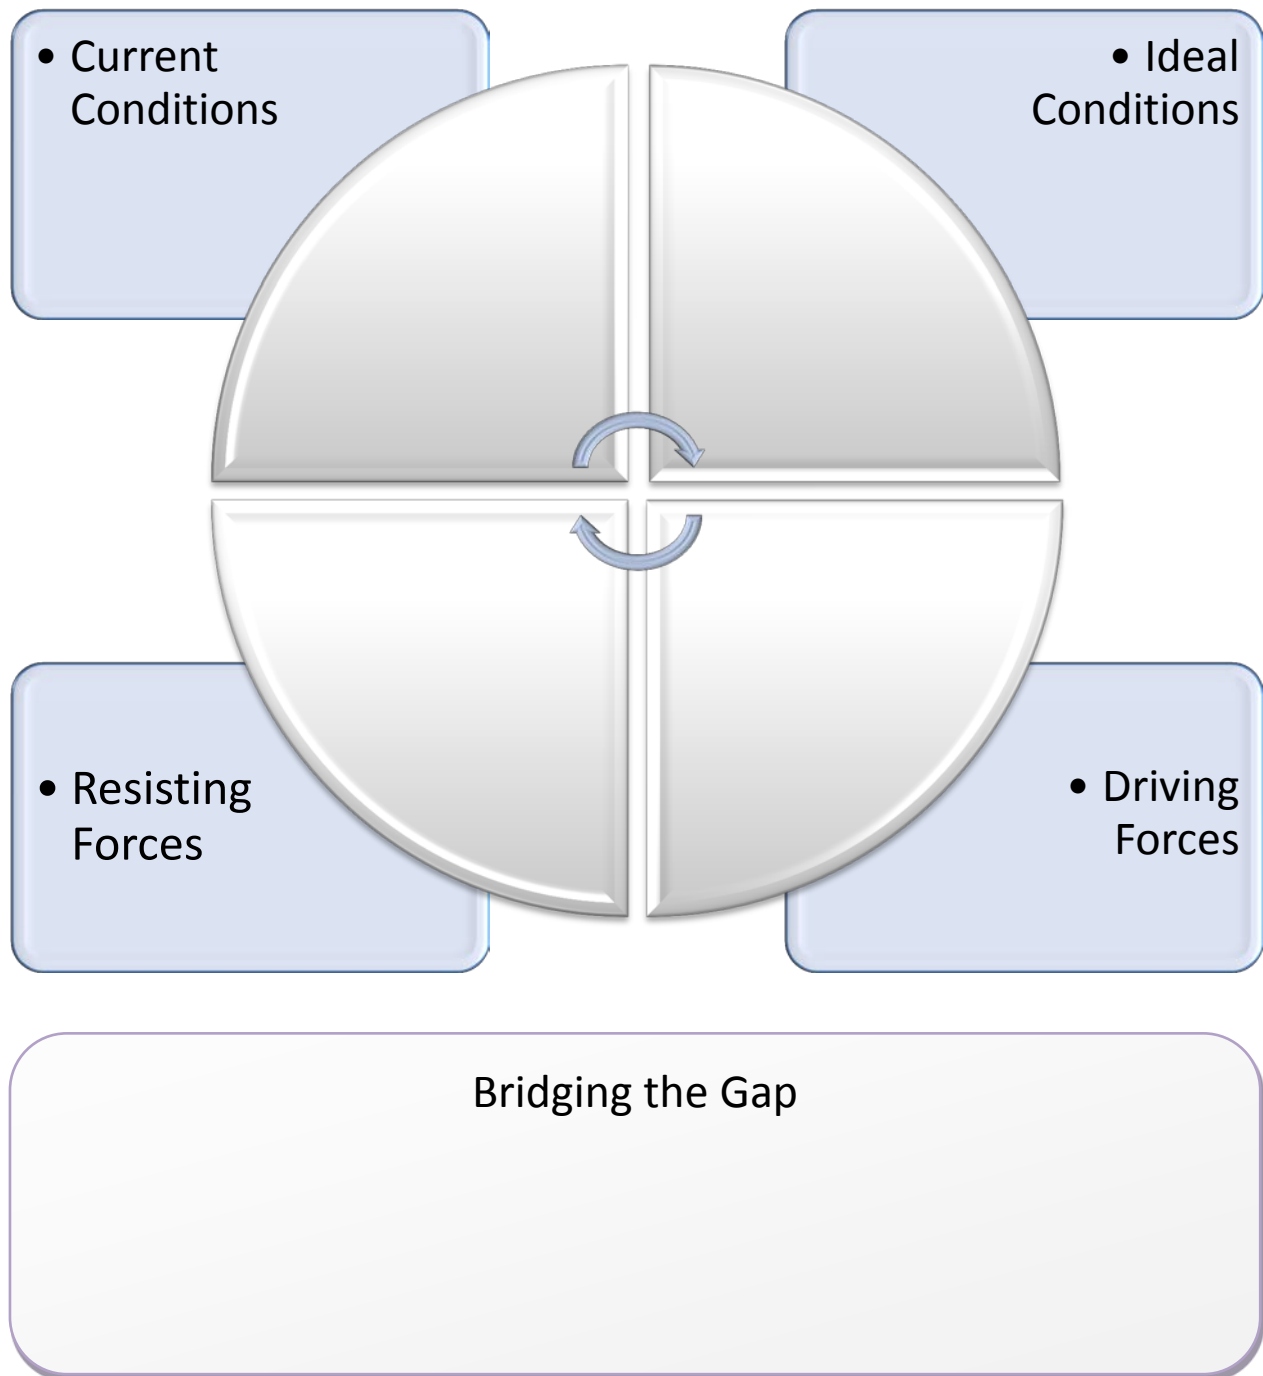 • Current
Conditions
• Ideal
Conditions
• Resisting
Forces
• Driving
Forces
Bridging the Gap